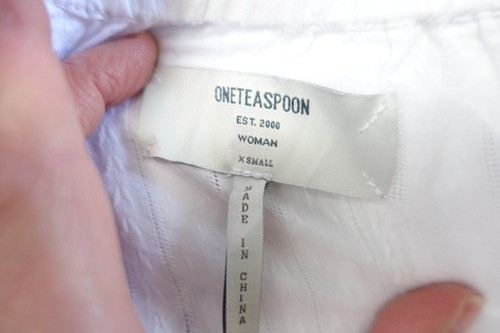 ONETEASPOON
EST. 2000
WOMAN
X SMALL
MADE IN CHINA